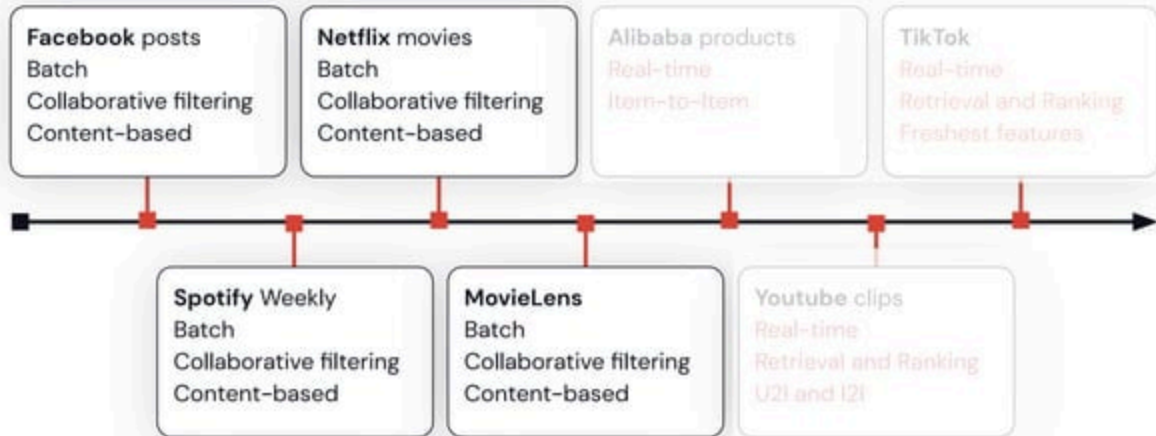 Facebook posts
Batch
Collaborative filtering
Content-based
Netflix movies
Batch
Collaborative filtering
Content-based
Alibaba products
Real-time
Item-to-Item
TikTok
Real-time
Retrieval and Ranking
Freshest features
Spotify Weekly
Batch
Collaborative filtering
Content-based
MovieLens
Batch
Collaborative filtering
Content-based
Youtube clips
Real-time
Retrieval and Ranking
U2I and I2I